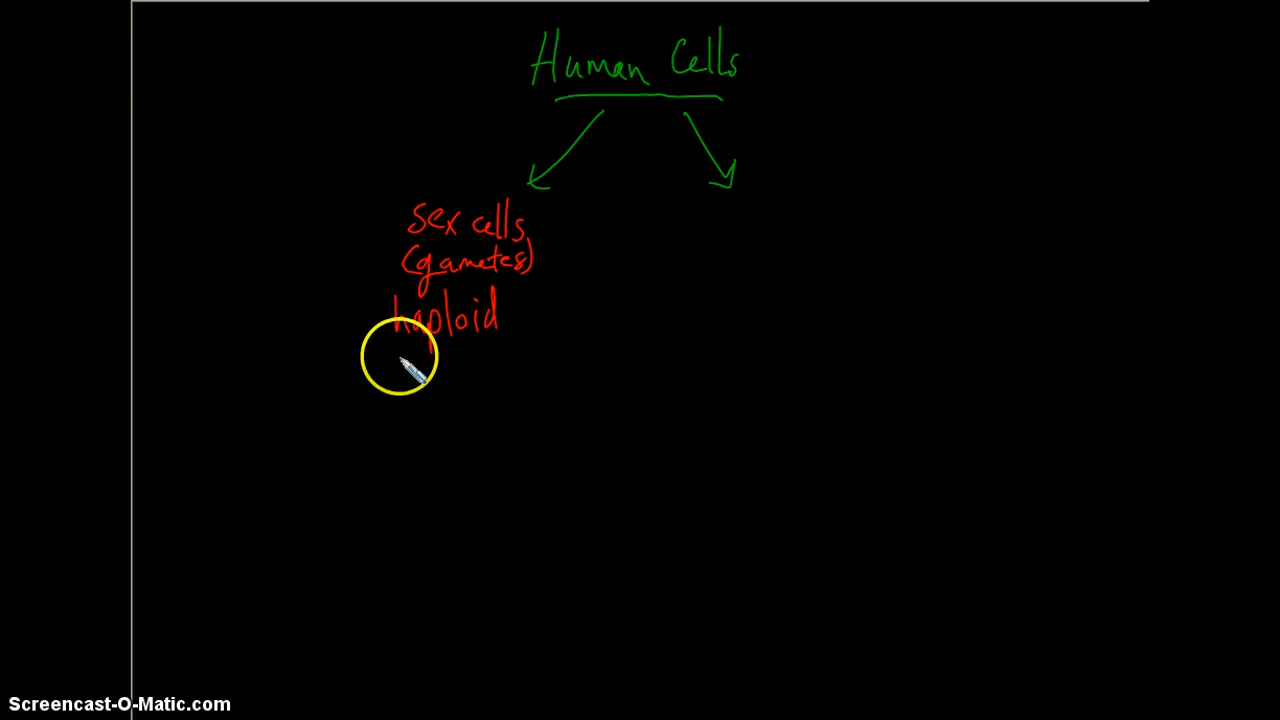 Human Cells
sex cells
(gametes)
haploid
Screencast-O-Matic.com